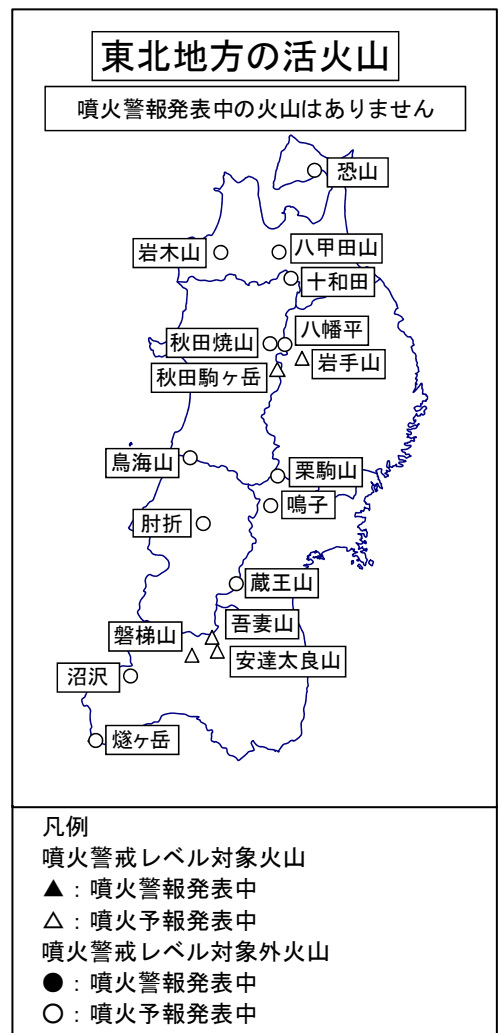 東北地方の活火山
噴火警報発表中の火山はありません
恐山
岩木山
八甲田山
十和田
秋田焼山
八幡平
岩手山
秋田駒ヶ岳
鳥海山
栗駒山
鳴子
肘折
蔵王山
吾妻山
磐梯山
安達太良山
沼沢
燧ヶ岳
凡例
噴火警戒レベル対象火山
▲：噴火警報発表中
△：噴火予報発表中
噴火警戒レベル対象外火山
●：噴火警報発表中
○：噴火予報発表中